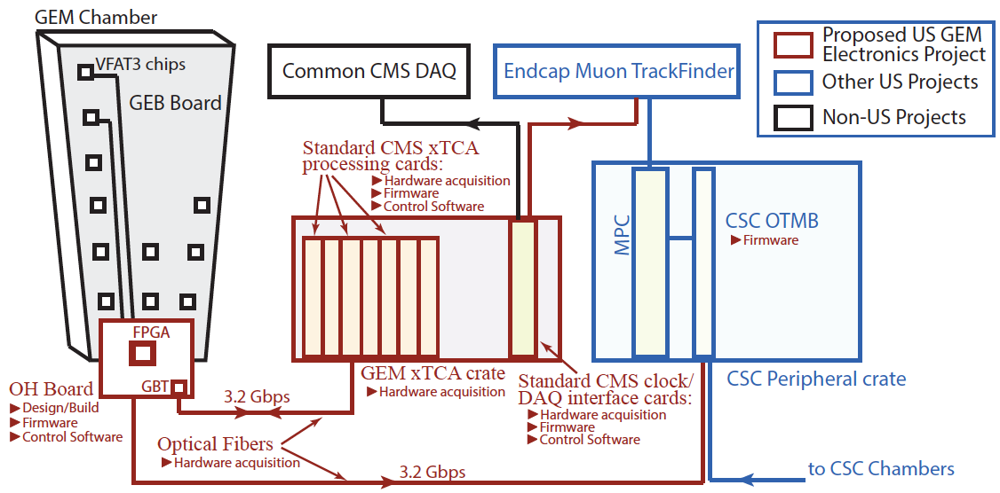 GEM Chamber
VFAT3 chips
GEB Board
FPGA
GBT
OH Board
▶ Design/Build
▶ Firmware
▶ Control Software
3.2 Gbps
Optical Fibers
▶ Hardware acquisition
3.2 Gbps
Common CMS DAQ
Endcap Muon TrackFinder
Standard CMS xTCA
processing cards:
▶ Hardware acquisition
▶ Firmware
▶ Control Software
GEM xTCA crate
▶ Hardware acquisition
Standard CMS clock/
DAQ interface cards:
▶ Hardware acquisition
▶ Firmware
▶ Control Software
MPC
CSC OTMB
▶ Firmware
CSC Peripheral crate
to CSC Chambers
Proposed US GEM
Electronics Project
Other US Projects
Non-US Projects